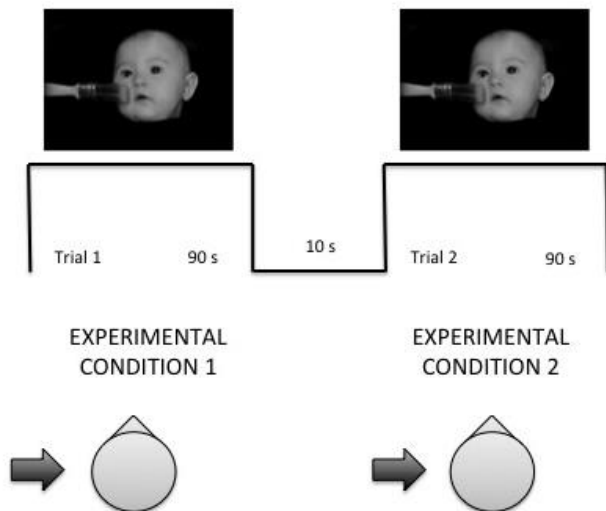 Trial 1 90 s
10 s
Trial 2 90 s
EXPERIMENTAL
CONDITION 1
EXPERIMENTAL
CONDITION 2